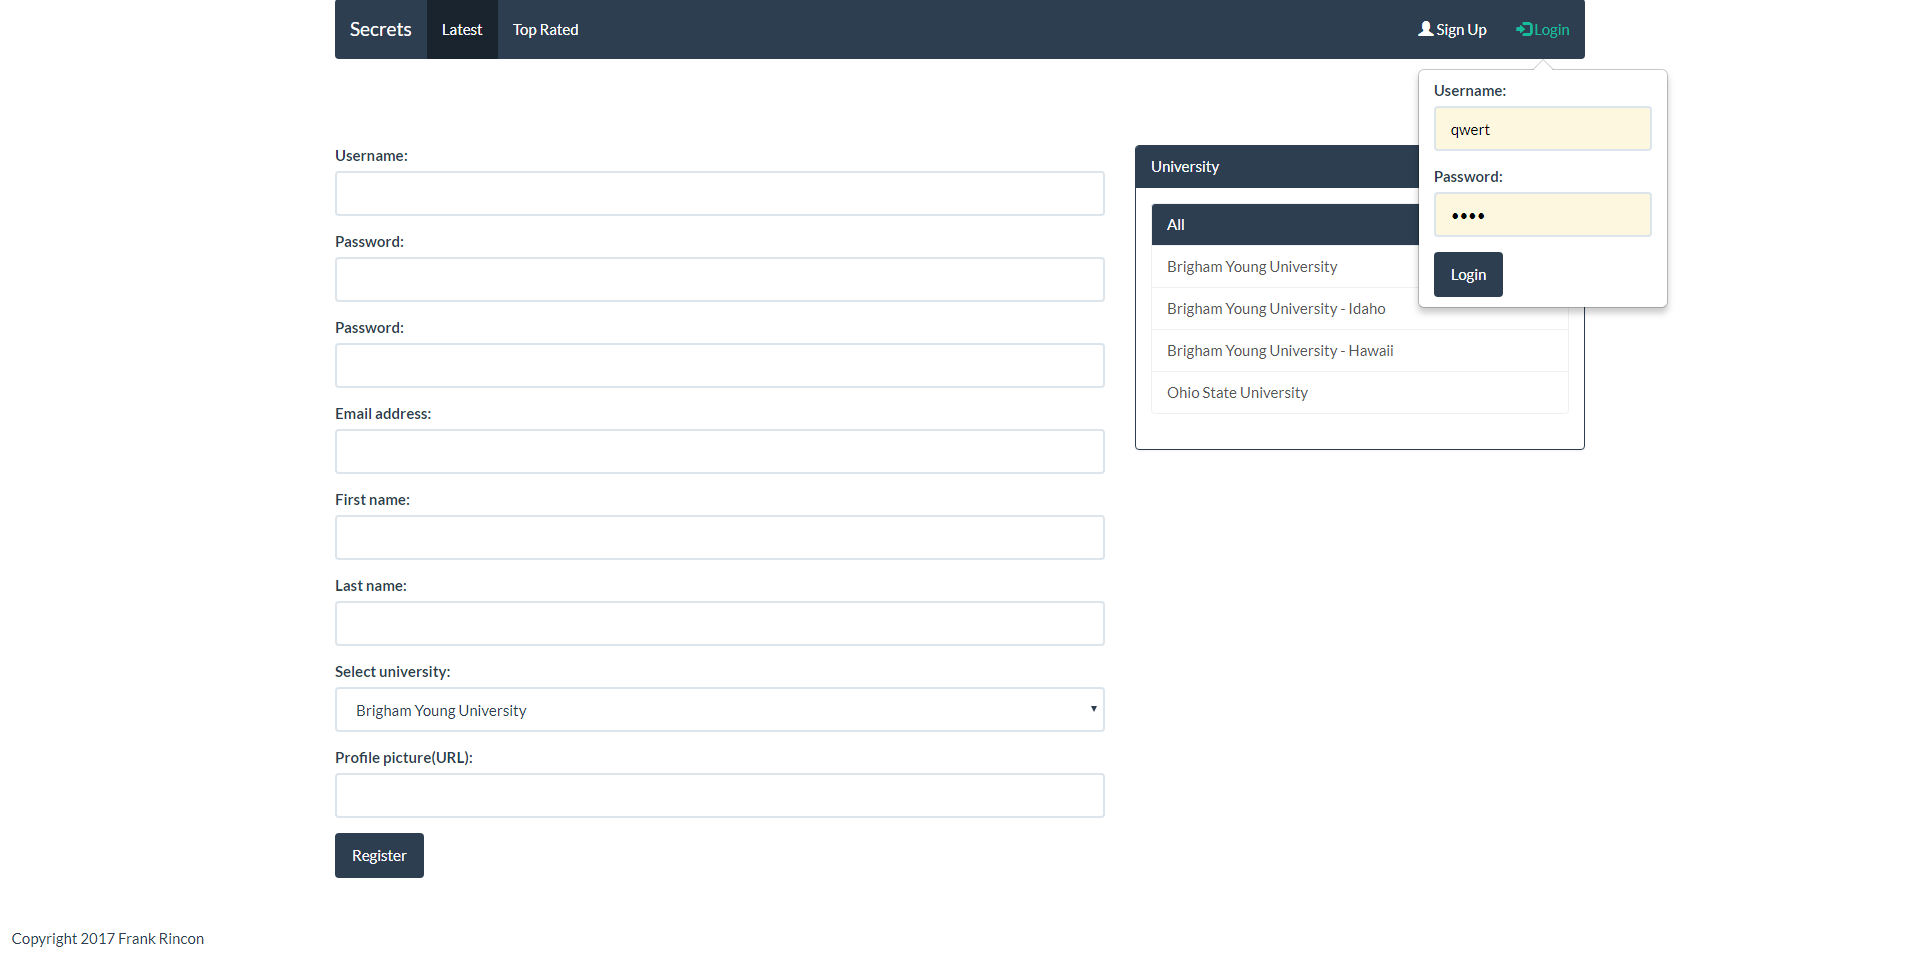 Secrets Latest Top Rated Sign Up Login
Username:
qwert
Password:
••••
Login
Username:
Password:
Password:
Email address:
First name:
Last name:
Select university:
Brigham Young University
Profile picture(URL):
Register
University
All
Brigham Young University
Brigham Young University - Idaho
Brigham Young University - Hawaii
Ohio State University
Copyright 2017 Frank Rincon